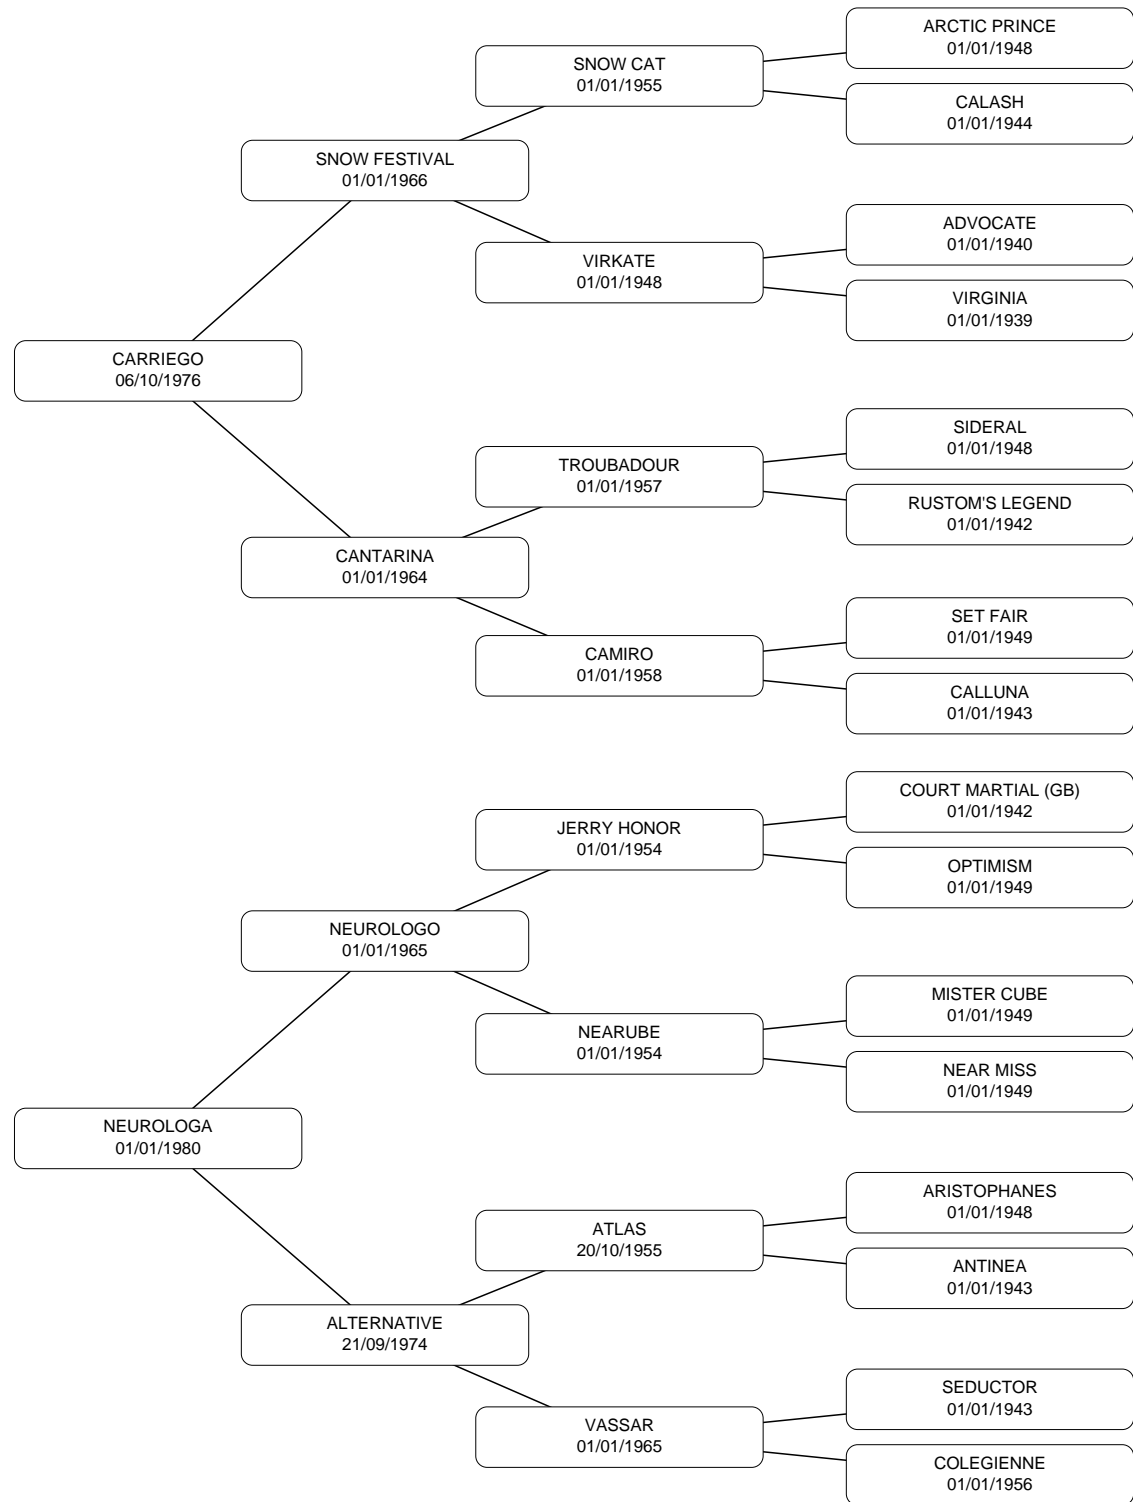 ARCTIC PRINCE
01/01/1948
SNOW CAT
01/01/1955
CALASH
01/01/1944
SNOW FESTIVAL
01/01/1966
ADVOCATE
01/01/1940
VIRKATE
01/01/1948
VIRGINIA
01/01/1939
CARRIEGO
06/10/1976
SIDERAL
01/01/1948
TROUBADOUR
01/01/1957
RUSTOM'S LEGEND
01/01/1942
CANTARINA
01/01/1964
SET FAIR
01/01/1949
CAMIRO
01/01/1958
CALLUNA
01/01/1943
COURT MARTIAL (GB)
01/01/1942
JERRY HONOR
01/01/1954
OPTIMISM
01/01/1949
NEUROLOGO
01/01/1965
MISTER CUBE
01/01/1949
NEARUBE
01/01/1954
NEAR MISS
01/01/1949
NEUROLOGA
01/01/1980
ARISTOPHANES
01/01/1948
ATLAS
20/10/1955
ANTINEA
01/01/1943
ALTERNATIVE
21/09/1974
SEDUCTOR
01/01/1943
VASSAR
01/01/1965
COLEGIENNE
01/01/1956